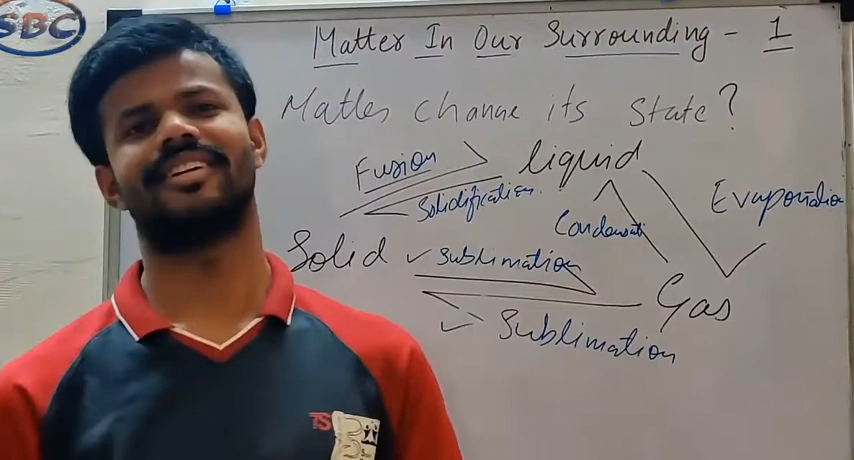 SBC
Matter In Our Surrounding - 1
Matter change its State?
Fusion
liquid
Solidification
Evaporation
Condensati
Solid
sublimation
Gas
Sublimation
TS